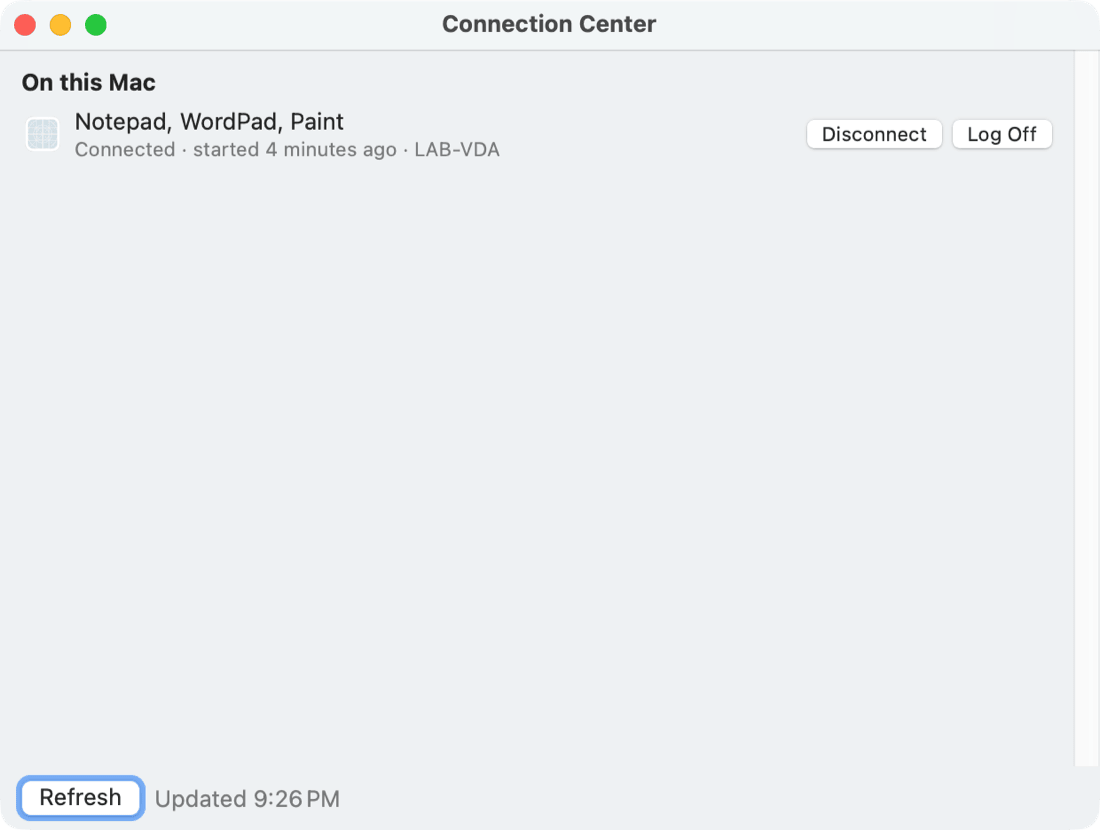 Connection Center
On this Mac
Notepad, WordPad, Paint
Connected · started 4 minutes ago · LAB-VDA
Disconnect
Log Off
Refresh
Updated 9:26 PM